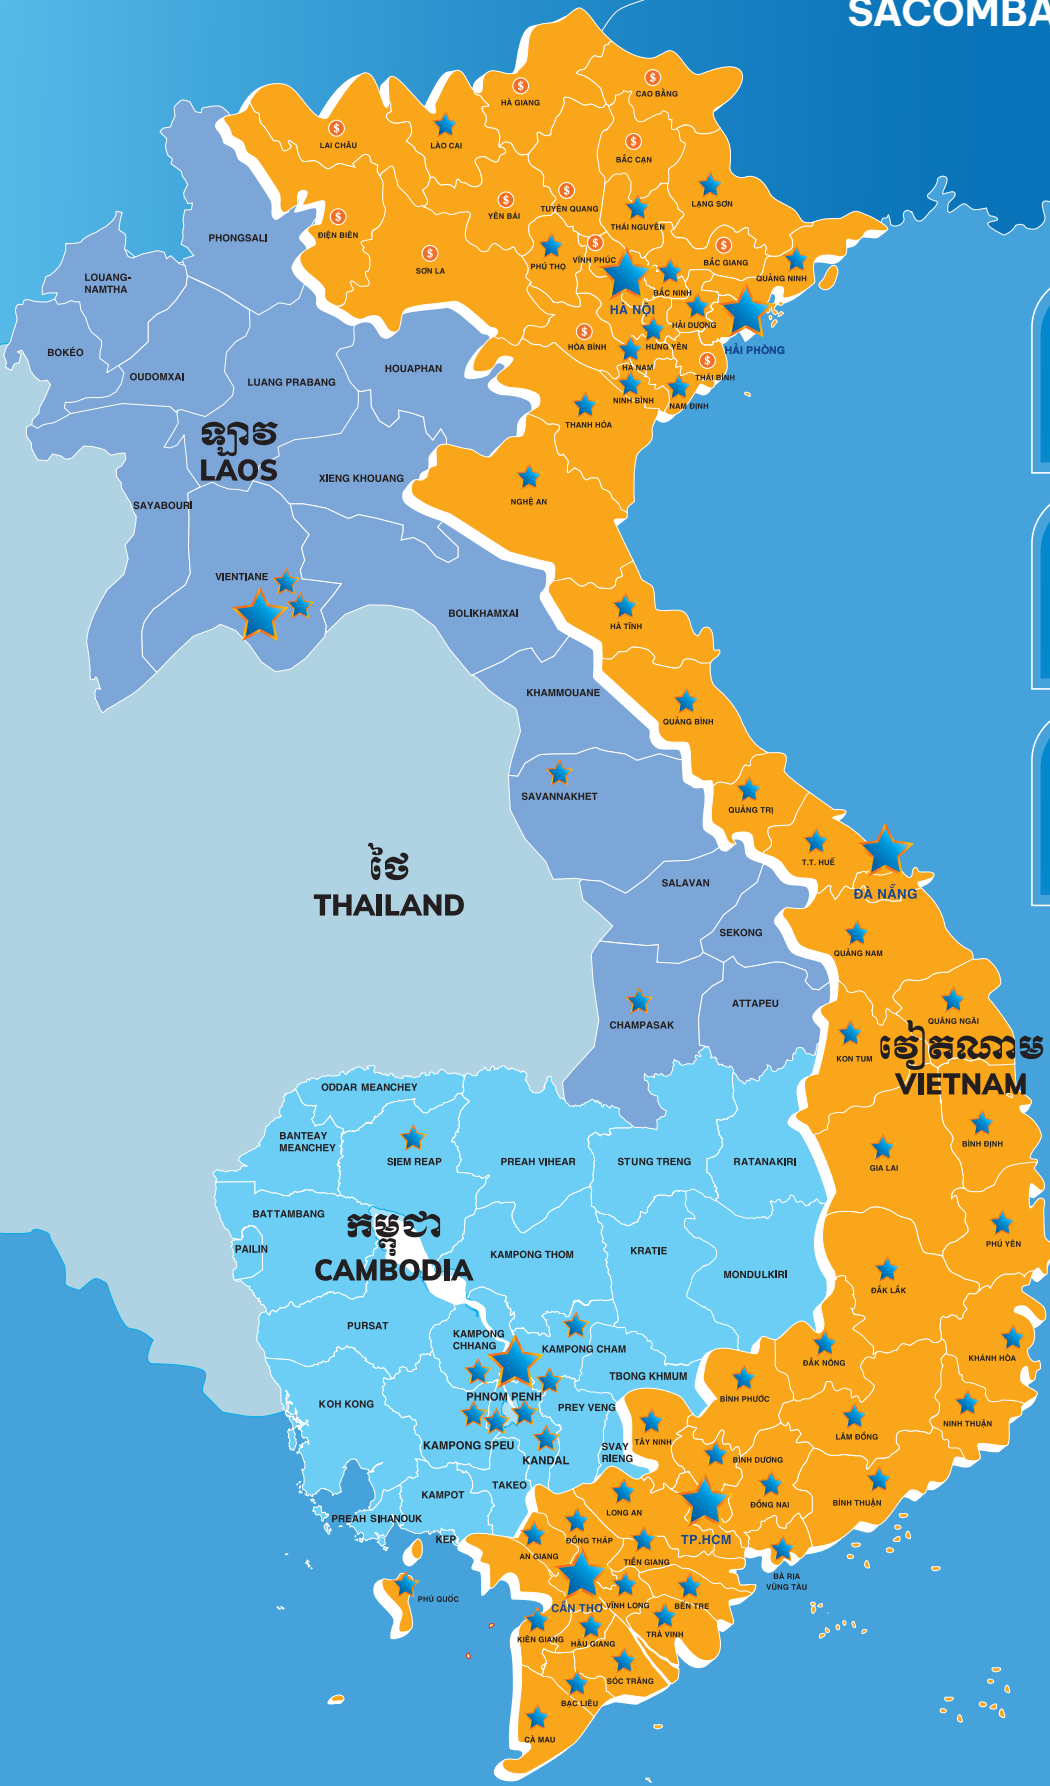 SACOMBA
HÀ GIANG
CAO BẰNG
LAI CHÂU
LÀO CAI
BẮC CẠN
LẠNG SƠN
YÊN BÁI
TUYÊN QUANG
THÁI NGUYÊN
ĐIỆN BIÊN
SƠN LA
PHÚ THỌ
VĨNH PHÚC
BẮC GIANG
QUẢNG NINH
BẮC NINH
HÀ NỘI
HẢI DƯƠNG
HẢI PHÒNG
HÒA BÌNH
HƯNG YÊN
HÀ NAM
THÁI BÌNH
NINH BÌNH
NAM ĐỊNH
THANH HÓA
NGHỆ AN
HÀ TĨNH
QUẢNG BÌNH
QUẢNG TRỊ
T.T. HUẾ
ĐÀ NẴNG
QUẢNG NAM
QUÃNG NGÃI
KON TUM
វៀតណាម
VIETNAM
BÌNH ĐỊNH
GIA LAI
PHÚ YÊN
ĐĂK LĂK
KHÁNH HÒA
ĐĂK NÔNG
BÌNH PHƯỚC
NINH THUẬN
LÂM ĐỒNG
TÂY NINH
BÌNH DƯƠNG
ĐỒNG NAI
BÌNH THUẬN
LONG AN
TP.HCM
ĐỒNG THÁP
AN GIANG
TIỀN GIANG
BÀ RỊA
VŨNG TÀU
PHÚ QUỐC
CẦN THƠ
VĨNH LONG
BẾN TRE
KIÊN GIANG
HẬU GIANG
TRÀ VINH
SÓC TRĂNG
BẠC LIÊU
CÀ MAU
PHONGSALI
LOUANG-
NAMTHA
BOKÉO
OUDOMXAI
LUANG PRABANG
HOUAPHAN
ឡាវ
LAOS
XIENG KHOUANG
SAYABOURI
VIENTIANE
BOLIKHAMXAI
KHAMMOUANE
SAVANNAKHET
SALAVAN
SEKONG
ATTAPEU
CHAMPASAK
ថៃ
THAILAND
ODDAR MEANCHEY
BANTEAY
MEANCHEY
SIEM REAP
PREAH VIHEAR
STUNG TRENG
RATANAKIRI
BATTAMBANG
PAILIN
កម្ពុជា
CAMBODIA
KAMPONG THOM
KRATIE
MONDULKIRI
PURSAT
KAMPONG
CHHANG
KAMPONG CHAM
TBONG KHMUM
PHNOM PENH
PREY VENG
KOH KONG
KAMPONG SPEU
KANDAL
SVAY
RIENG
TAKEO
KAMPOT
PREAH SIHANOUK
KEP